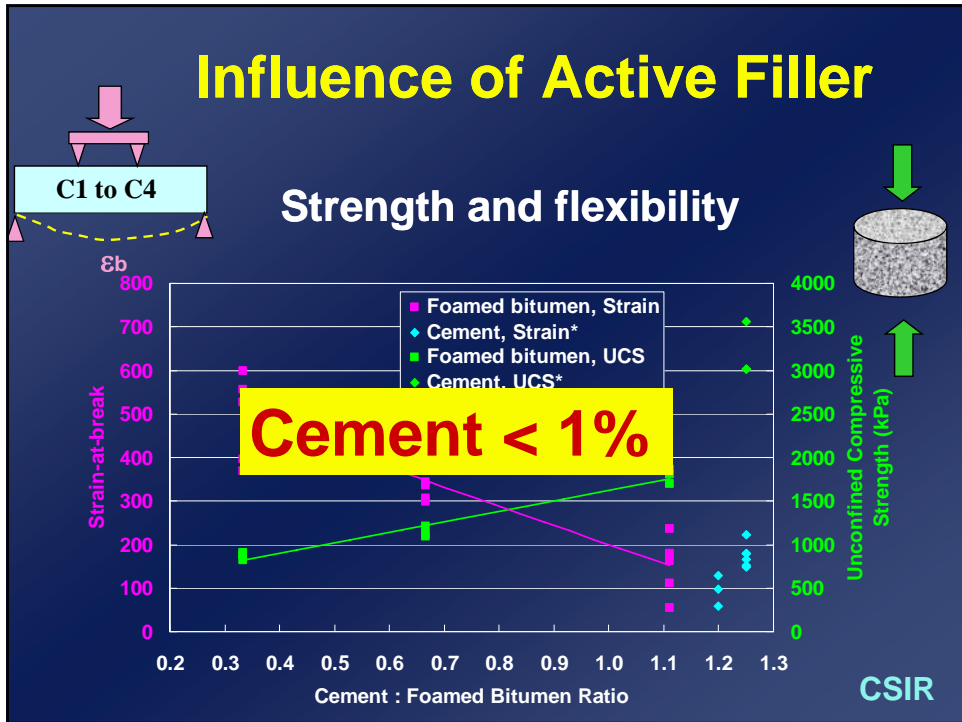 Influence of Active Filler
C1 to C4
εb
Strength and flexibility
Foamed bitumen, Strain
Cement, Strain*
Foamed bitumen, UCS
Cement, UCS*
Cement < 1%
Strain-at-break
800
700
600
500
400
300
200
100
0
4000
3500
3000
2500
2000
1500
1000
500
0
Unconfined Compressive
Strength (kPa)
0.2 0.3 0.4 0.5 0.6 0.7 0.8 0.9 1.0 1.1 1.2 1.3
Cement : Foamed Bitumen Ratio
CSIR